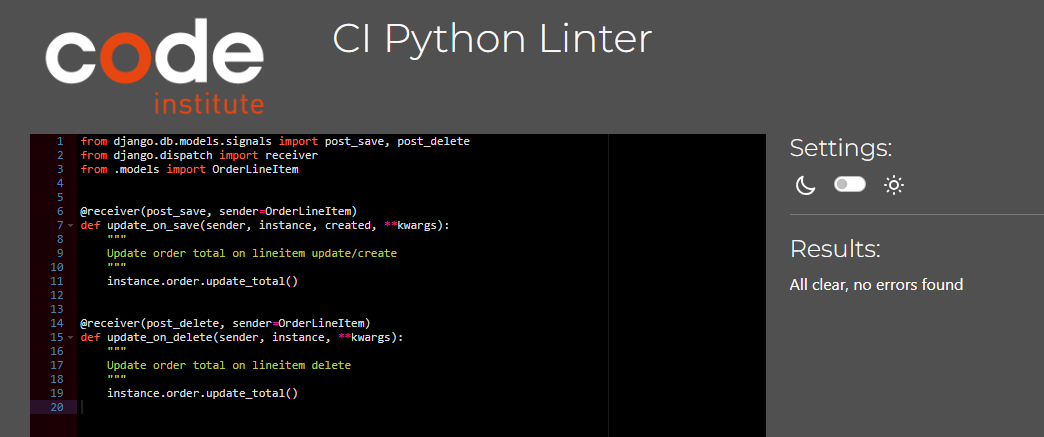 code
institute
CI Python Linter
1 from django.db.models.signals import post_save, post_delete
2 from django.dispatch import receiver
3 from .models import OrderLineItem
4
5
6 @receiver(post_save, sender=OrderLineItem)
7 def update_on_save(sender, instance, created, **kwargs):
8     """
9     Update order total on lineitem update/create
10     """
11     instance.order.update_total()
12
13
14 @receiver(post_delete, sender=OrderLineItem)
15 def update_on_delete(sender, instance, **kwargs):
16     """
17     Update order total on lineitem delete
18     """
19     instance.order.update_total()
20
Settings:
Results:
All clear, no errors found